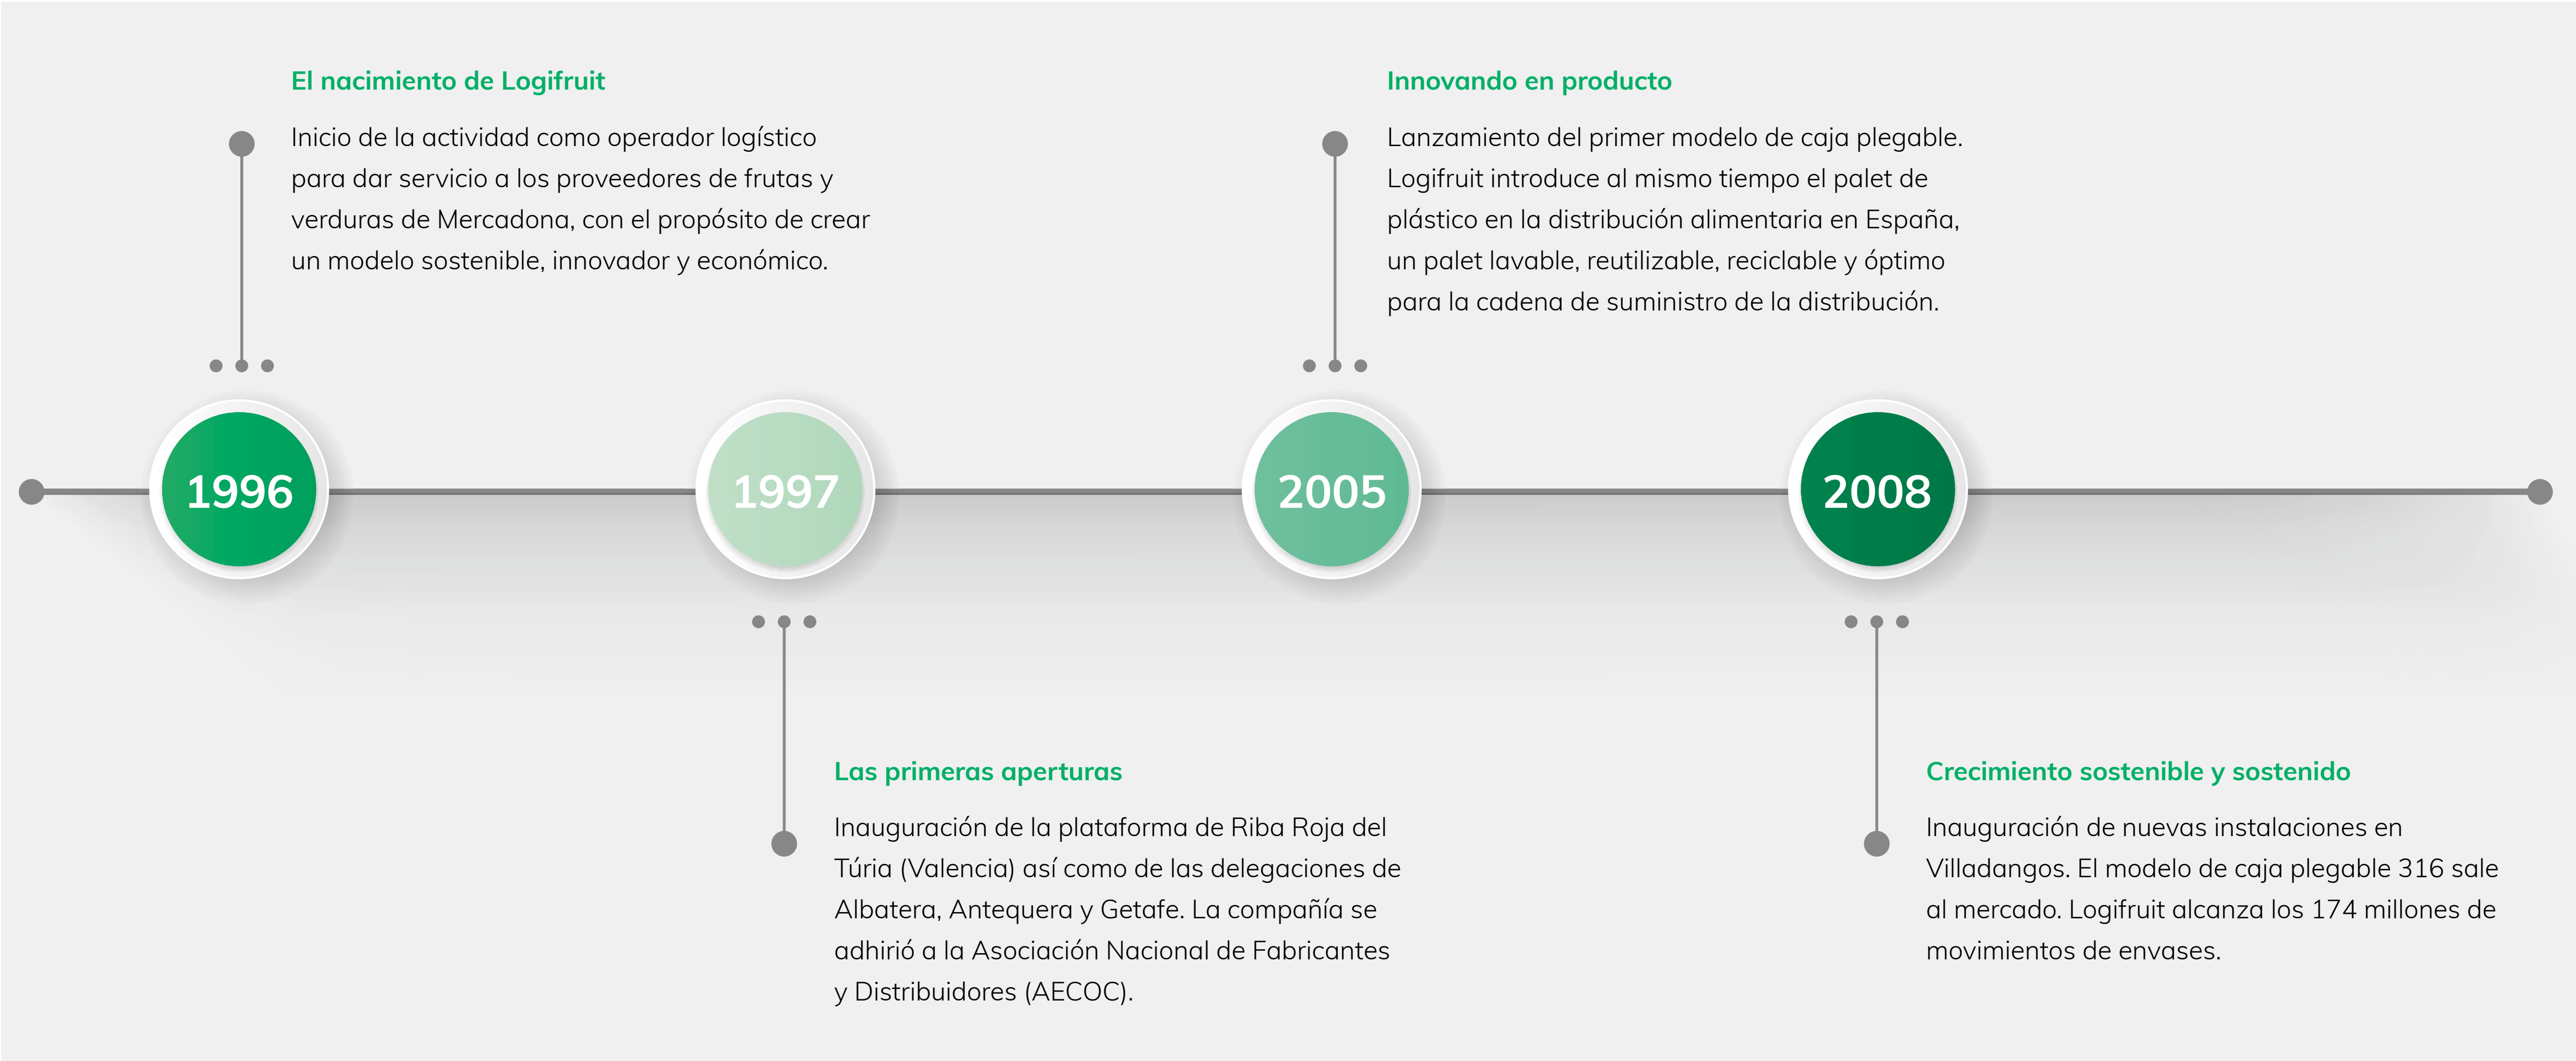 El nacimiento de Logifruit
Inicio de la actividad como operador logístico
para dar servicio a los proveedores de frutas y
verduras de Mercadona, con el propósito de crear
un modelo sostenible, innovador y económico.
Innovando en producto
Lanzamiento del primer modelo de caja plegable.
Logifruit introduce al mismo tiempo el palet de
plástico en la distribución alimentaria en España,
un palet lavable, reutilizable, reciclable y óptimo
para la cadena de suministro de la distribución.
1996
1997
2005
2008
Las primeras aperturas
Inauguración de la plataforma de Riba Roja del
Túria (Valencia) así como de las delegaciones de
Albatera, Antequera y Getafe. La compañía se
adhirió a la Asociación Nacional de Fabricantes
y Distribuidores (AECOC).
Crecimiento sostenible y sostenido
Inauguración de nuevas instalaciones en
Villadangos. El modelo de caja plegable 316 sale
al mercado. Logifruit alcanza los 174 millones de
movimientos de envases.